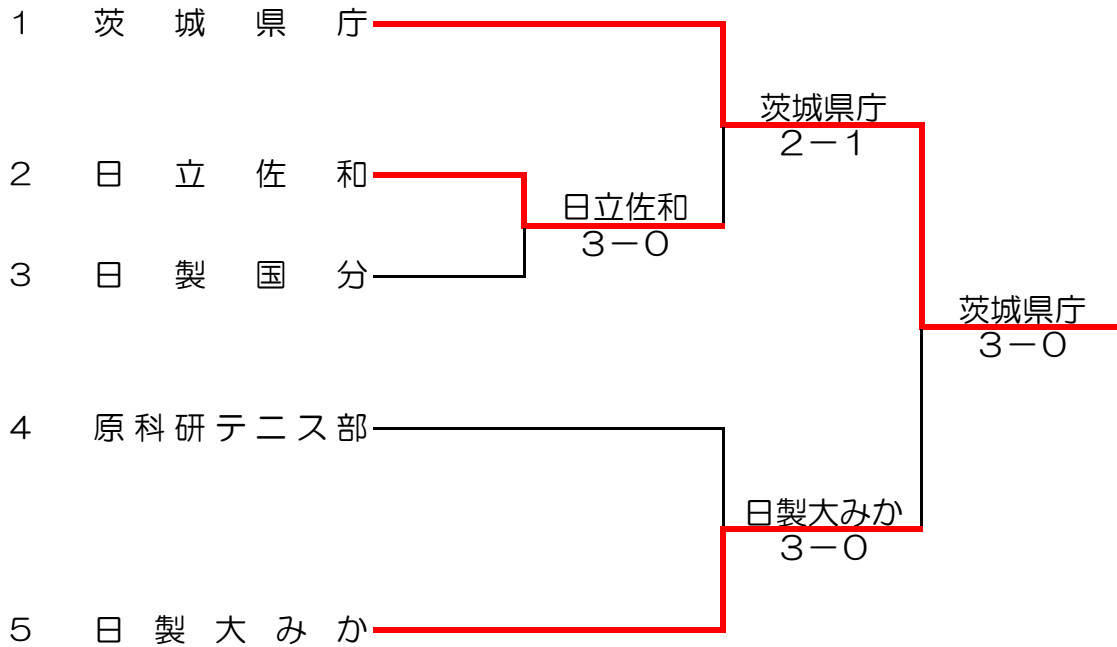 1 茨城県庁
茨城県庁
2-1
2 日立佐和
日立佐和
3-0
3 日製国分
茨城県庁
3-0
4 原科研テニス部
日製大みか
3-0
5 日製大みか